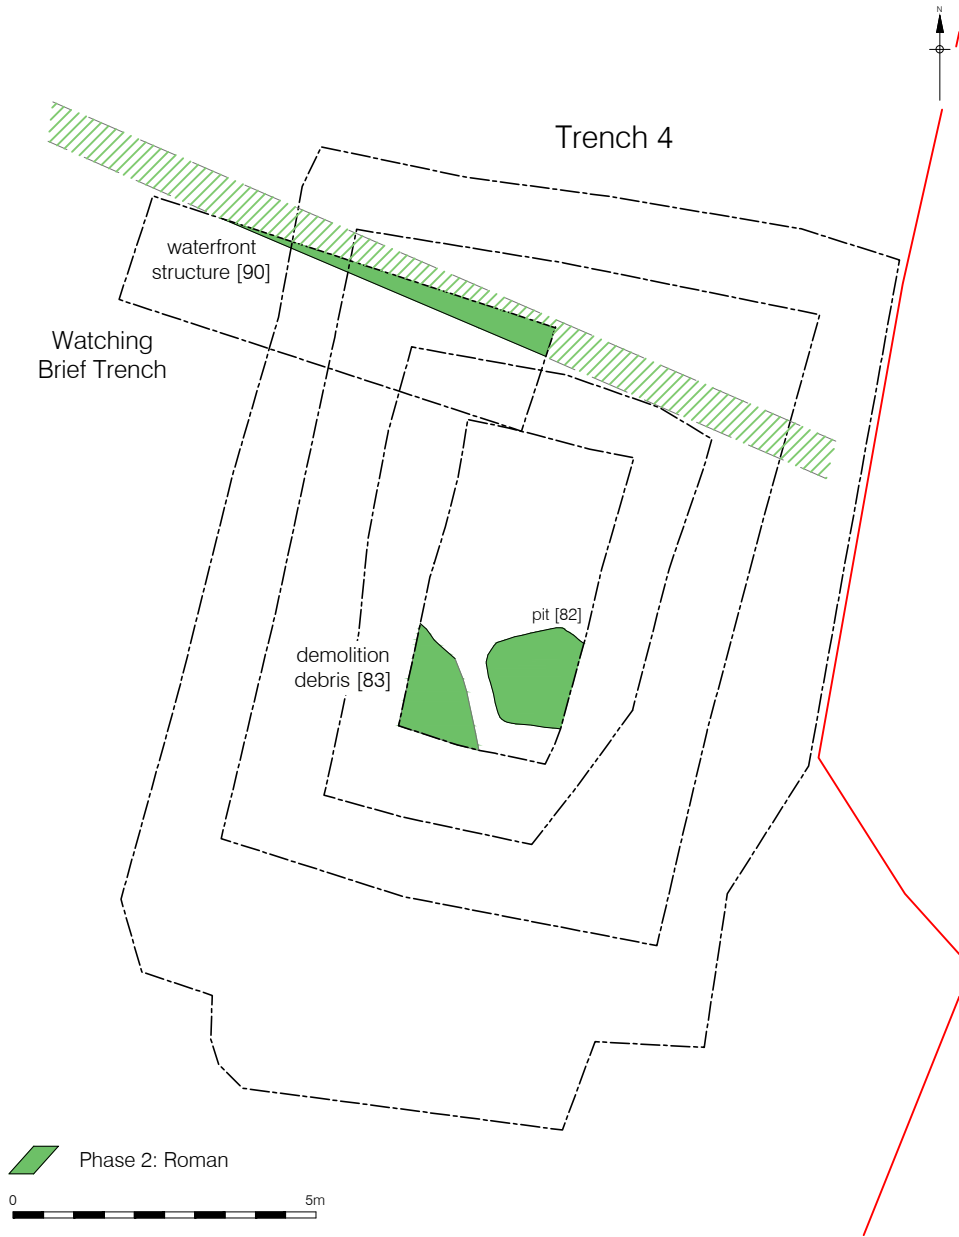 N
Trench 4
waterfront
structure [90]
Watching
Brief Trench
pit [82]
demolition
debris [83]
Phase 2: Roman
0 5m